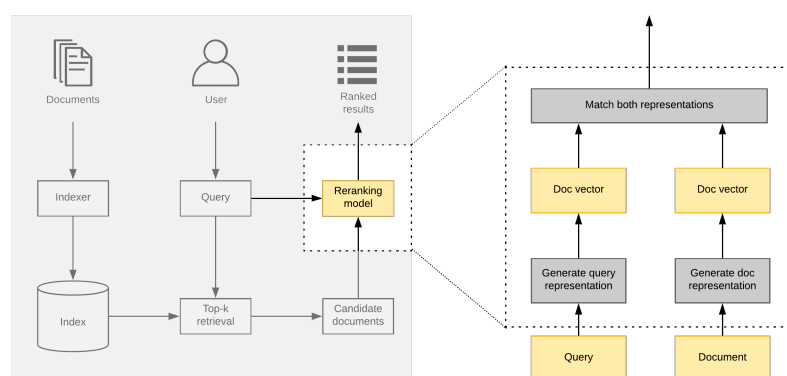 Documents
User
Ranked
results
Indexer
Query
Reranking
model
Index
Top-k
retrieval
Candidate
documents
Match both representations
Doc vector
Doc vector
Generate query
representation
Generate doc
representation
Query
Document